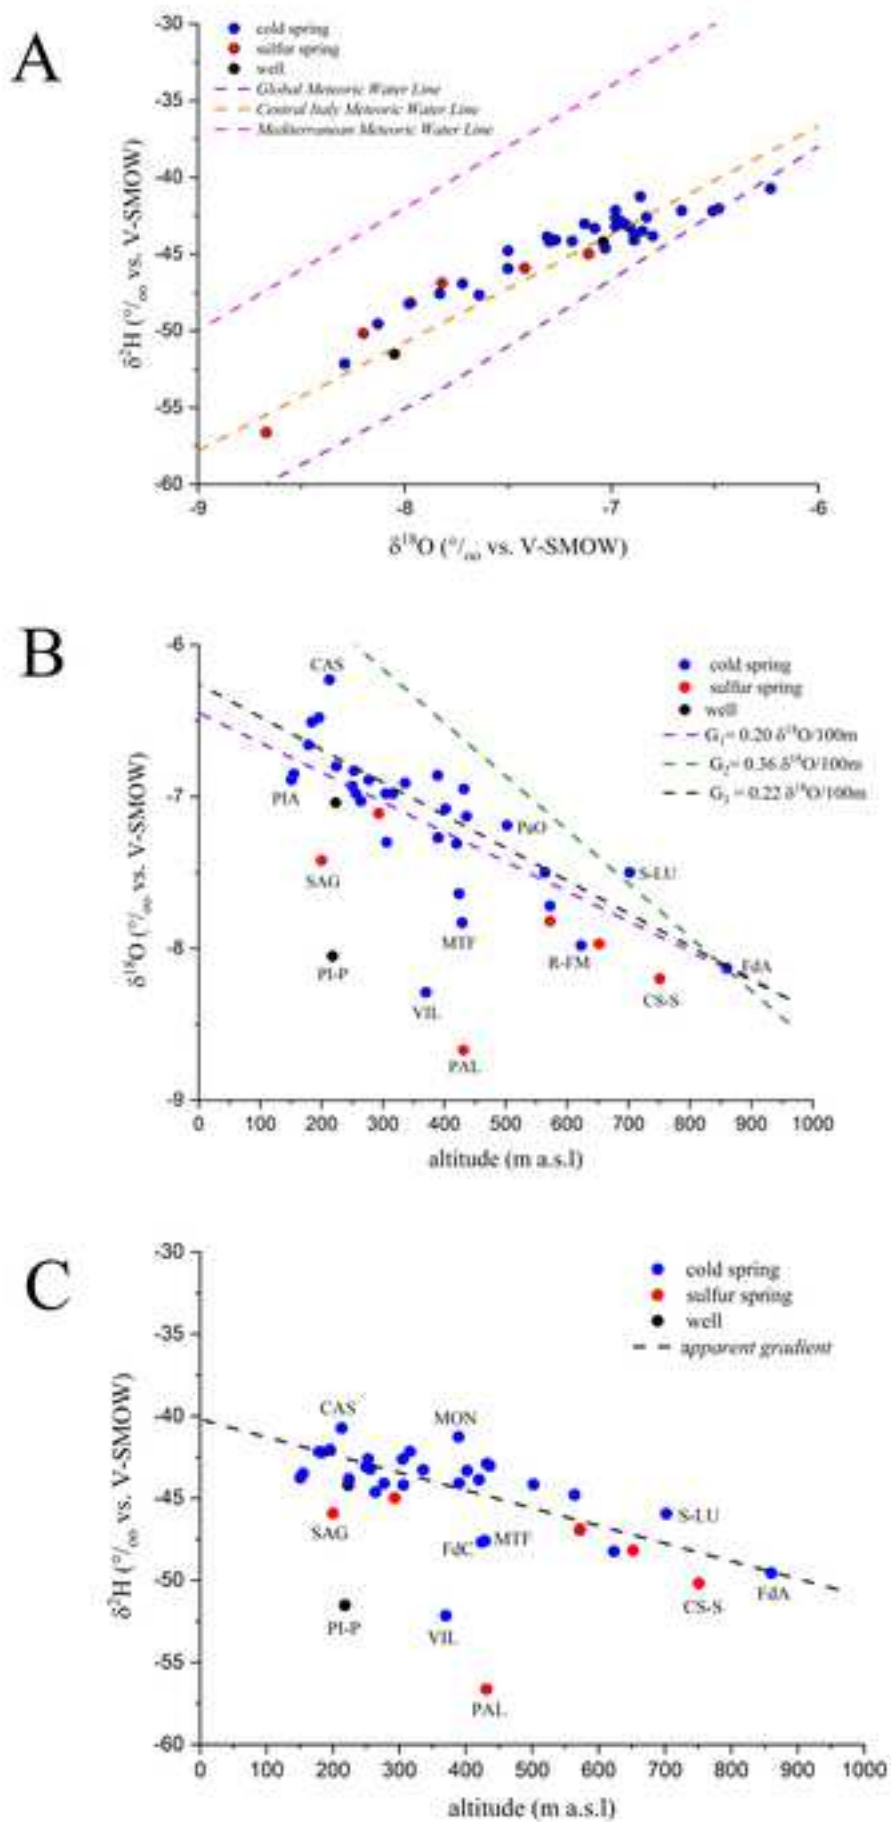 A
-30
-35
-40
-45
-50
-55
-60
-9
-8
-7
-6
cold spring
sulfur spring
well
Global Meteoric Water Line
Central Italy Meteoric Water Line
Mediterranean Meteoric Water Line
δ²H (°/₀₀ vs. V-SMOW)
δ¹⁸O (°/₀₀ vs. V-SMOW)
B
-6
-7
-8
-9
0 100 200 300 400 500 600 700 800 900 1000
cold spring
sulfur spring
well
G₁= 0.20 δ¹⁸O/100m
G₂= 0.36 δ¹⁸O/100m
G₃ = 0.22 δ¹⁸O/100m
CAS
PIA
SAG
PI-P
MTF
VIL
PAL
PaO
S-LU
R-FM
CS-S
FdA
δ¹⁸O (°/₀₀ vs. V-SMOW)
altitude (m a.s.l)
C
-30
-35
-40
-45
-50
-55
-60
0 100 200 300 400 500 600 700 800 900 1000
cold spring
sulfur spring
well
apparent gradient
CAS
MON
SAG
FdC
MTF
S-LU
PI-P
VIL
CS-S
FdA
PAL
δ²H (°/₀₀ vs. V-SMOW)
altitude (m a.s.l)